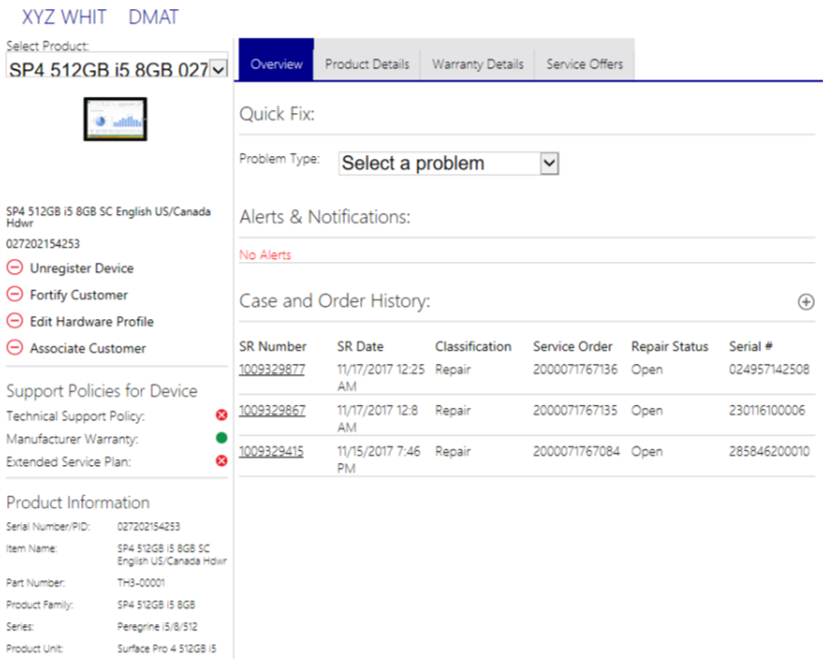 XYZ WHIT DMAT
Select Product:
SP4 512GB i5 8GB 027
SP4 512GB i5 8GB SC English US/Canada
Hdwr
027202154253
Unregister Device
Fortify Customer
Edit Hardware Profile
Associate Customer
Support Policies for Device
Technical Support Policy:
Manufacturer Warranty:
Extended Service Plan:
Product Information
Serial Number/PID: 027202154253
Item Name: SP4 512GB i5 8GB SC
English US/Canada Hdwr
Part Number: TH3-00001
Product Family: SP4 512GB i5 8GB
Series: Peregrine i5/8/512
Product Unit: Surface Pro 4 512GB i5
Overview Product Details Warranty Details Service Offers
Quick Fix:
Problem Type: Select a problem
Alerts & Notifications:
No Alerts
Case and Order History:
SR Number SR Date Classification Service Order Repair Status Serial #
1009329877 11/17/2017 12:25 Repair 2000071767136 Open 024957142508
AM
1009329867 11/17/2017 12:8 Repair 2000071767135 Open 230116100006
AM
1009329415 11/15/2017 7:46 Repair 2000071767084 Open 285846200010
PM